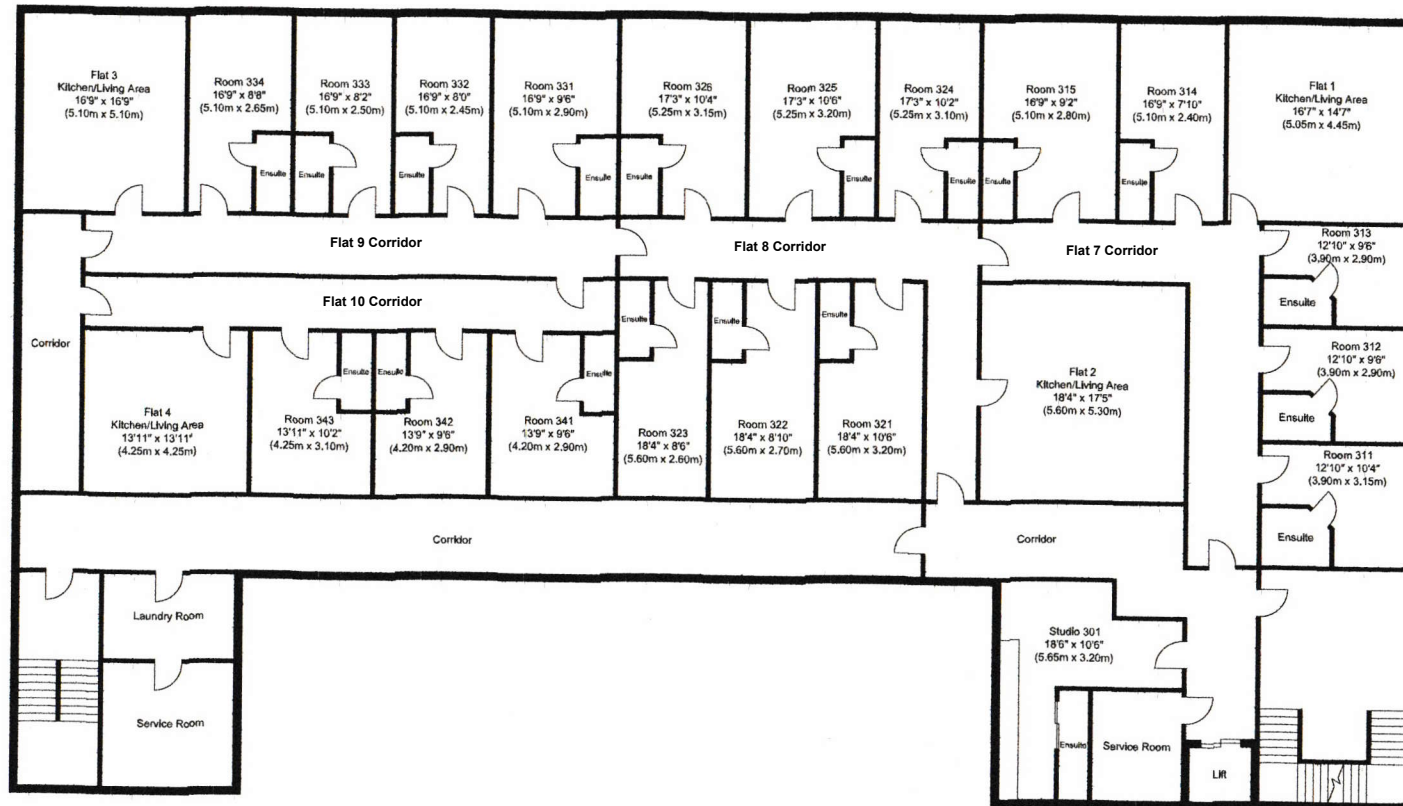 Flat 3
Kitchen/Living Area
16'9" x 16'9"
(5.10m x 5.10m)
Room 334
16'9" x 8'8"
(5.10m x 2.65m)
Ensuite
Room 333
16'9" x 8'2"
(5.10m x 2.50m)
Ensuite
Room 332
16'9" x 8'0"
(5.10m x 2.45m)
Ensuite
Room 331
16'9" x 9'6"
(5.10m x 2.90m)
Ensuite
Room 326
17'3" x 10'4"
(5.25m x 3.15m)
Ensuite
Room 325
17'3" x 10'6"
(5.25m x 3.20m)
Ensuite
Room 324
17'3" x 10'2"
(5.25m x 3.10m)
Ensuite
Room 315
16'9" x 9'2"
(5.10m x 2.80m)
Ensuite
Room 314
16'9" x 7'10"
(5.10m x 2.40m)
Ensuite
Flat 1
Kitchen/Living Area
16'7" x 14'7"
(5.05m x 4.45m)
Flat 9 Corridor
Flat 8 Corridor
Flat 7 Corridor
Room 313
12'10" x 9'6"
(3.90m x 2.90m)
Ensuite
Flat 10 Corridor
Corridor
Flat 4
Kitchen/Living Area
13'11" x 13'11"
(4.25m x 4.25m)
Ensuite
Room 343
13'11" x 10'2"
(4.25m x 3.10m)
Ensuite
Room 342
13'9" x 9'6"
(4.20m x 2.90m)
Ensuite
Room 341
13'9" x 9'6"
(4.20m x 2.90m)
Ensuite
Room 323
18'4" x 8'6"
(5.60m x 2.60m)
Ensuite
Room 322
18'4" x 8'10"
(5.60m x 2.70m)
Ensuite
Room 321
18'4" x 10'6"
(5.60m x 3.20m)
Flat 2
Kitchen/Living Area
18'4" x 17'5"
(5.60m x 5.30m)
Room 312
12'10" x 9'6"
(3.90m x 2.90m)
Ensuite
Room 311
12'10" x 10'4"
(3.90m x 3.15m)
Ensuite
Corridor
Corridor
Laundry Room
Service Room
Studio 301
18'6" x 10'6"
(5.65m x 3.20m)
Ensuite
Service Room
Lift